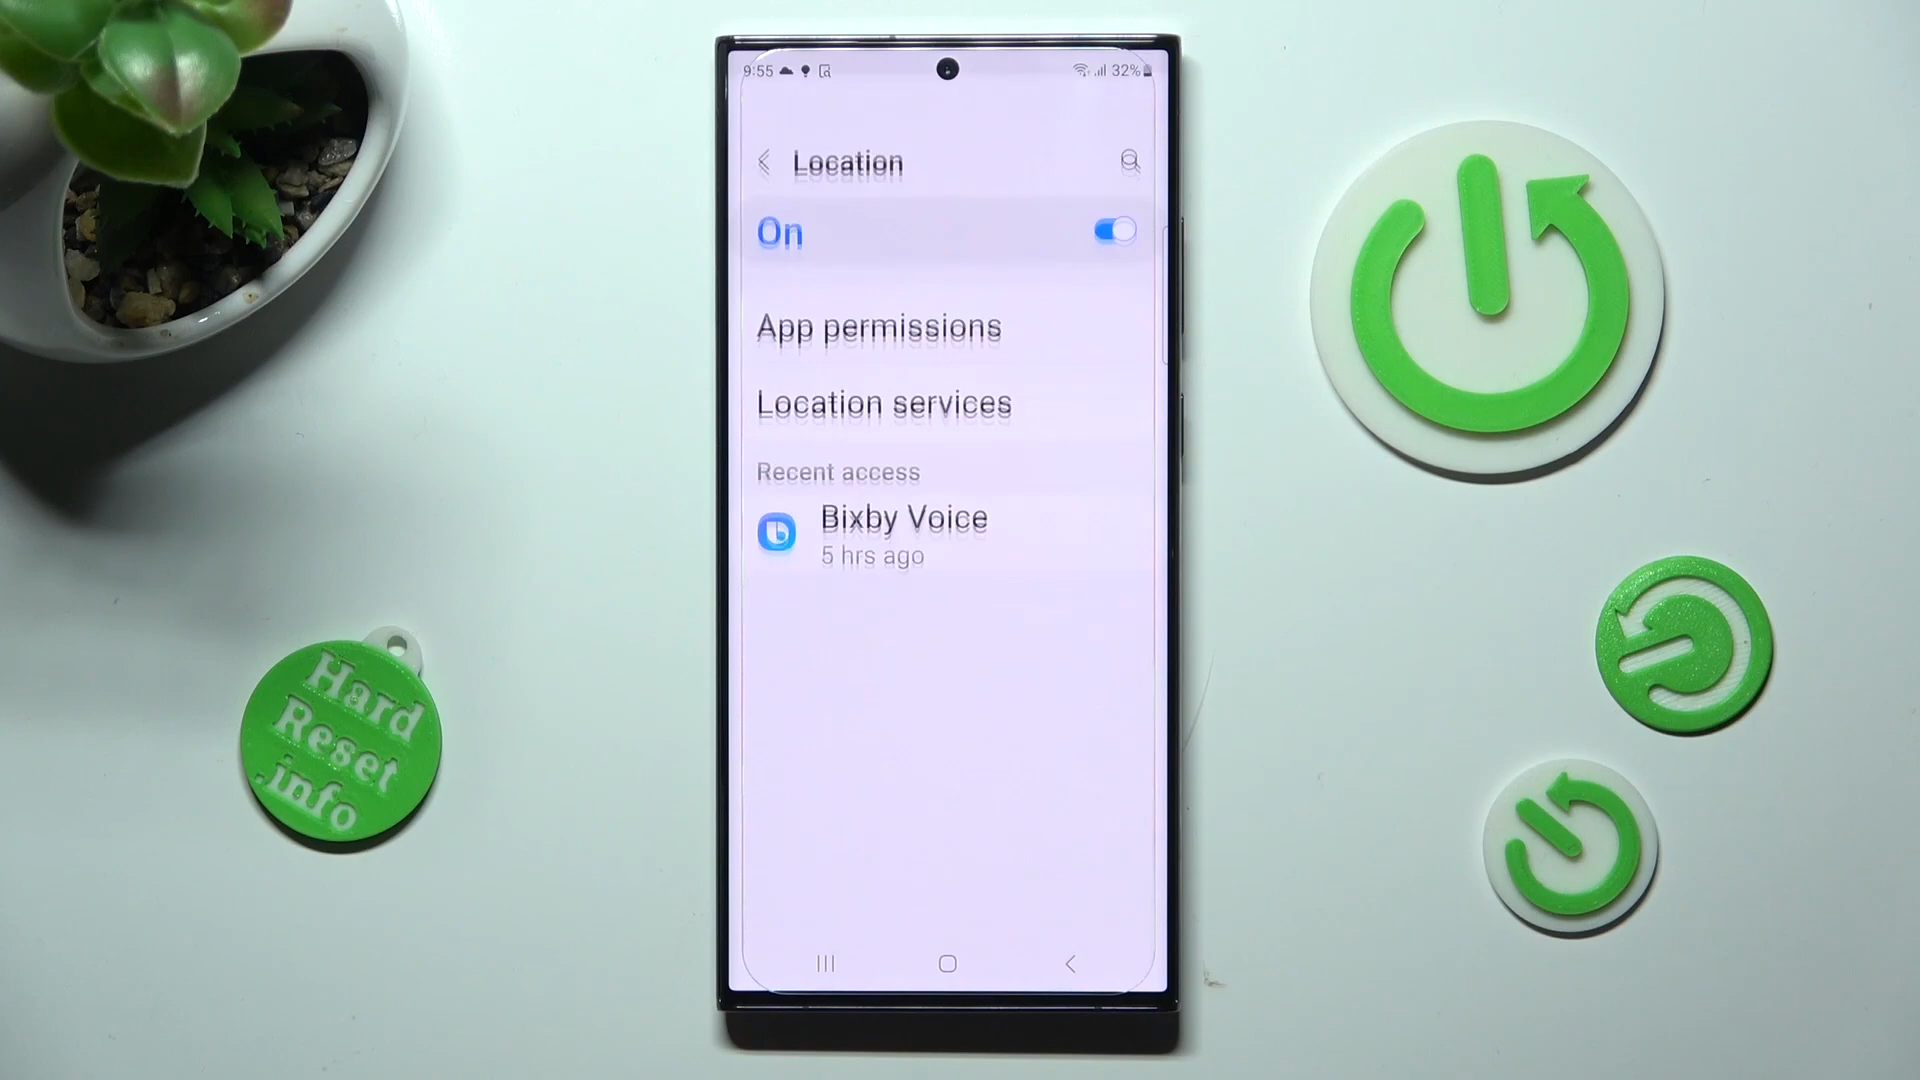 9:55
32%
Location
On
App permissions
Location services
Recent access
Bixby Voice
5 hrs ago
Hard
Reset
.info